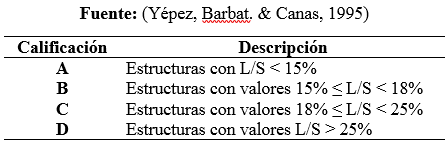 Fuente: (Yépez, Barbat. & Canas, 1995)
Calificación Descripción
A Estructuras con L/S < 15%
B Estructuras con valores 15% ≤ L/S < 18%
C Estructuras con valores 18% ≤ L/S < 25%
D Estructuras con valores L/S > 25%